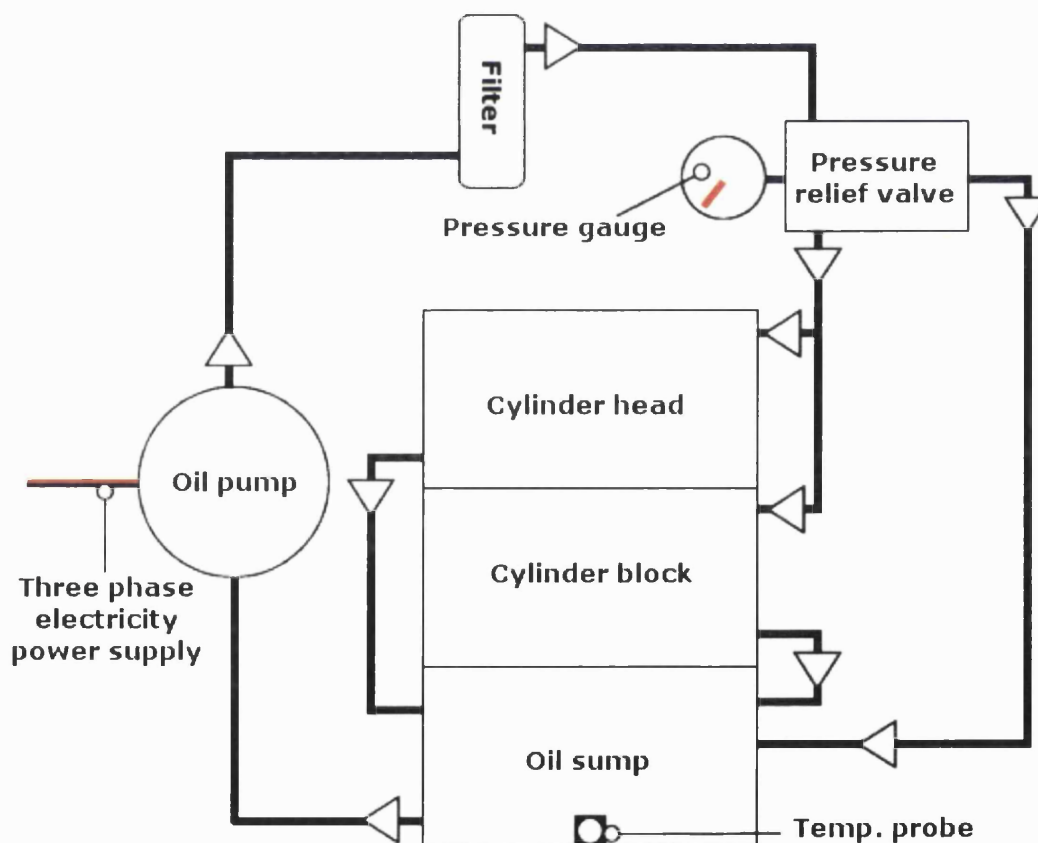 Filter
Pressure
relief valve
Pressure gauge
Cylinder head
Oil pump
Cylinder block
Three phase
electricity
power supply
Oil sump
Temp. probe